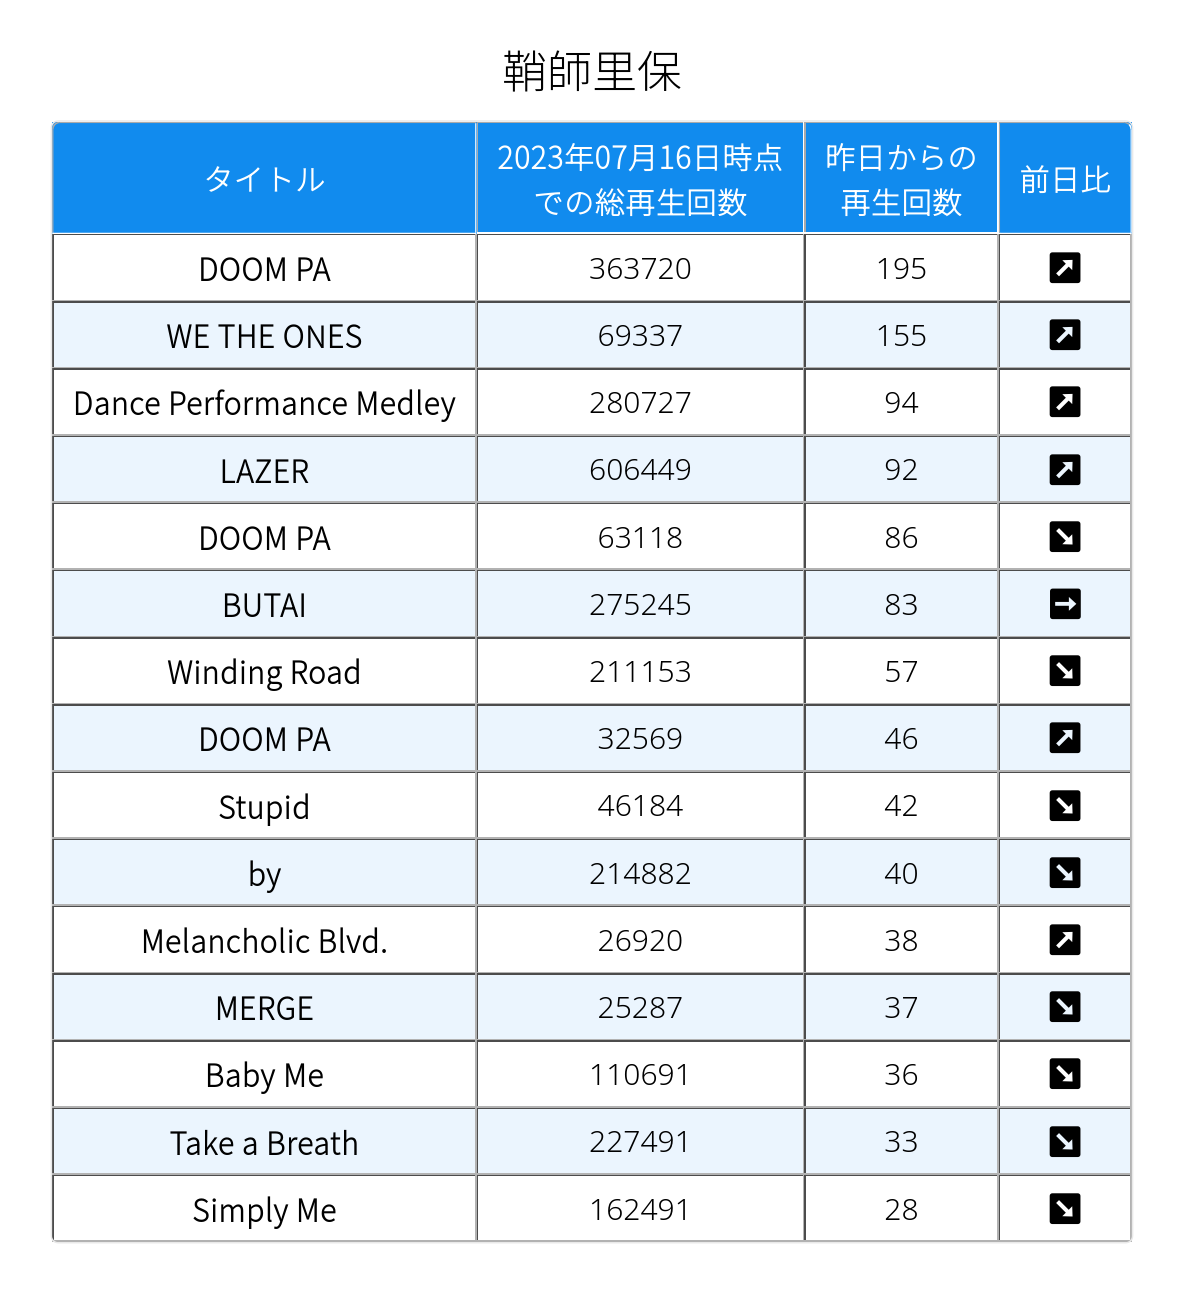 鞘師里保
タイトル 2023年07月16日時点での総再生回数 昨日からの再生回数 前日比
DOOM PA 363720 195 ↗
WE THE ONES 69337 155 ↗
Dance Performance Medley 280727 94 ↗
LAZER 606449 92 ↗
DOOM PA 63118 86 ↘
BUTAI 275245 83 →
Winding Road 211153 57 ↘
DOOM PA 32569 46 ↗
Stupid 46184 42 ↘
by 214882 40 ↘
Melancholic Blvd. 26920 38 ↗
MERGE 25287 37 ↘
Baby Me 110691 36 ↘
Take a Breath 227491 33 ↘
Simply Me 162491 28 ↘